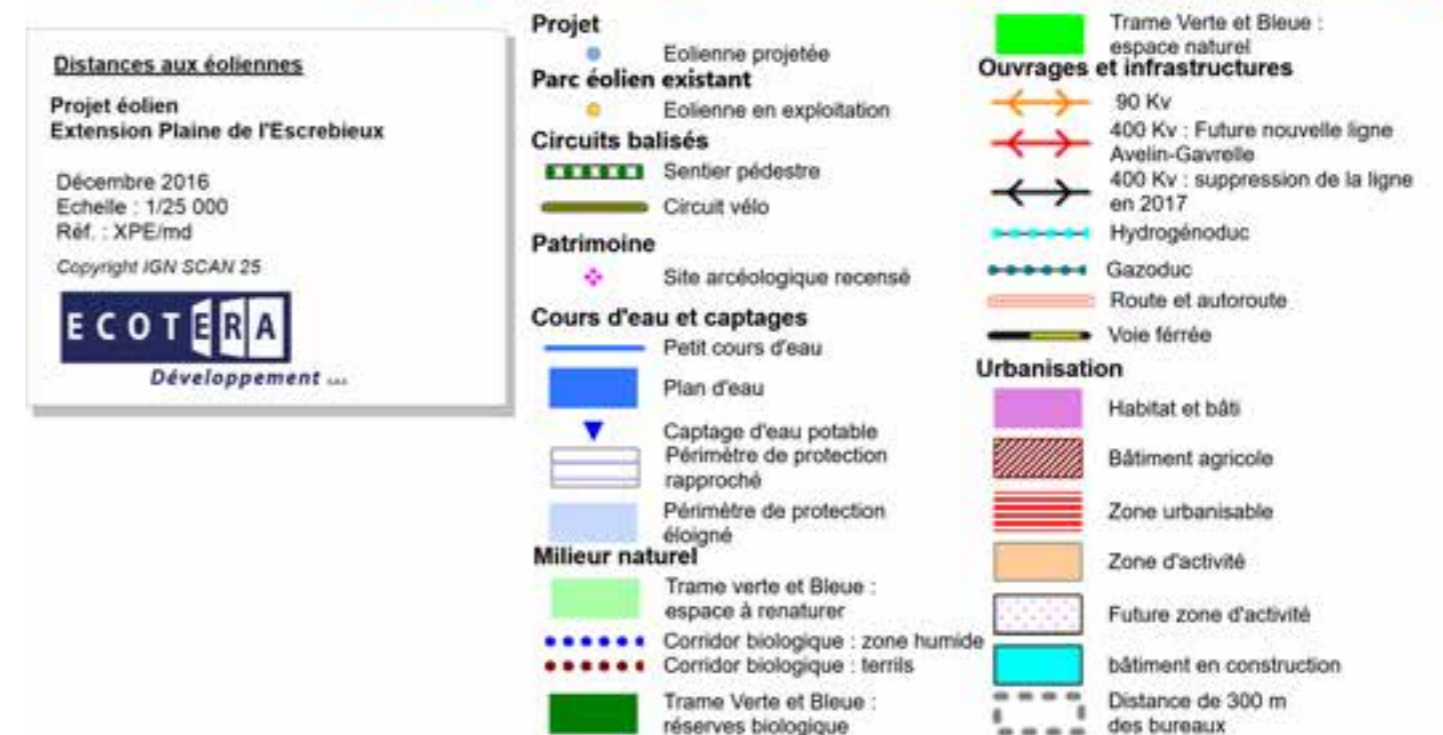 Distances aux éoliennes
Projet éolien
Extension Plaine de l'Escrebieux
Décembre 2016
Echelle : 1/25 000
Réf. : XPE/md
Copyright IGN SCAN 25
ECOTERA
Développement
Projet
Eolienne projetée
Parc éolien existant
Eolienne en exploitation
Circuits balisés
Sentier pédestre
Circuit vélo
Patrimoine
Site arcéologique recensé
Cours d'eau et captages
Petit cours d'eau
Plan d'eau
Captage d'eau potable
Périmètre de protection
rapproché
Périmètre de protection
éloigné
Milieur naturel
Trame verte et Bleue :
espace à renaturer
Corridor biologique : zone humide
Corridor biologique : terrils
Trame Verte et Bleue :
réserves biologique
Trame Verte et Bleue :
espace naturel
Ouvrages et infrastructures
90 Kv
400 Kv : Future nouvelle ligne
Avelin-Gavrelle
400 Kv : suppression de la ligne
en 2017
Hydrogénoduc
Gazoduc
Route et autoroute
Voie férrée
Urbanisation
Habitat et bâti
Bâtiment agricole
Zone urbanisable
Zone d'activité
Future zone d'activité
bâtiment en construction
Distance de 300 m
des bureaux